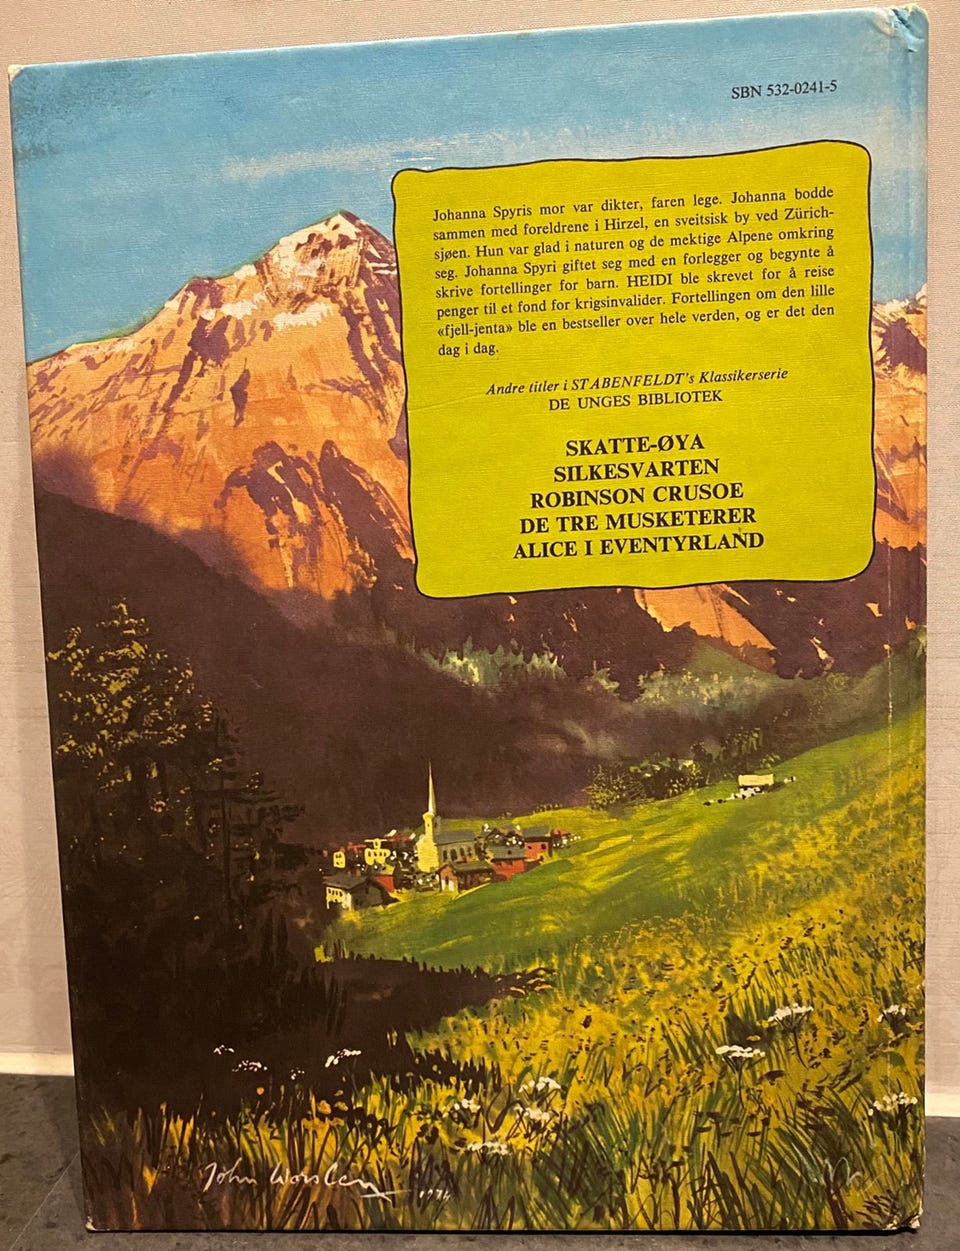 SBN 532-0241-5
Johanna Spyris mor var dikter, faren lege. Johanna bodde
sammen med foreldrene i Hirzel, en sveitsisk by ved Zürich-
sjøen. Hun var glad i naturen og de mektige Alpene omkring
seg. Johanna Spyri giftet seg med en forlegger og begynte å
skrive fortellinger for barn. HEIDI ble skrevet for å reise
penger til et fond for krigsinvalider. Fortellingen om den lille
«fjell-jenta» ble en bestseller over hele verden, og er det den
dag i dag.
Andre titler i STABENFELDT's Klassikerserie
DE UNGES BIBLIOTEK
SKATTE-ØYA
SILKESVARTEN
ROBINSON CRUSOE
DE TRE MUSKETERER
ALICE I EVENTYRLAND
John Worsley 1974